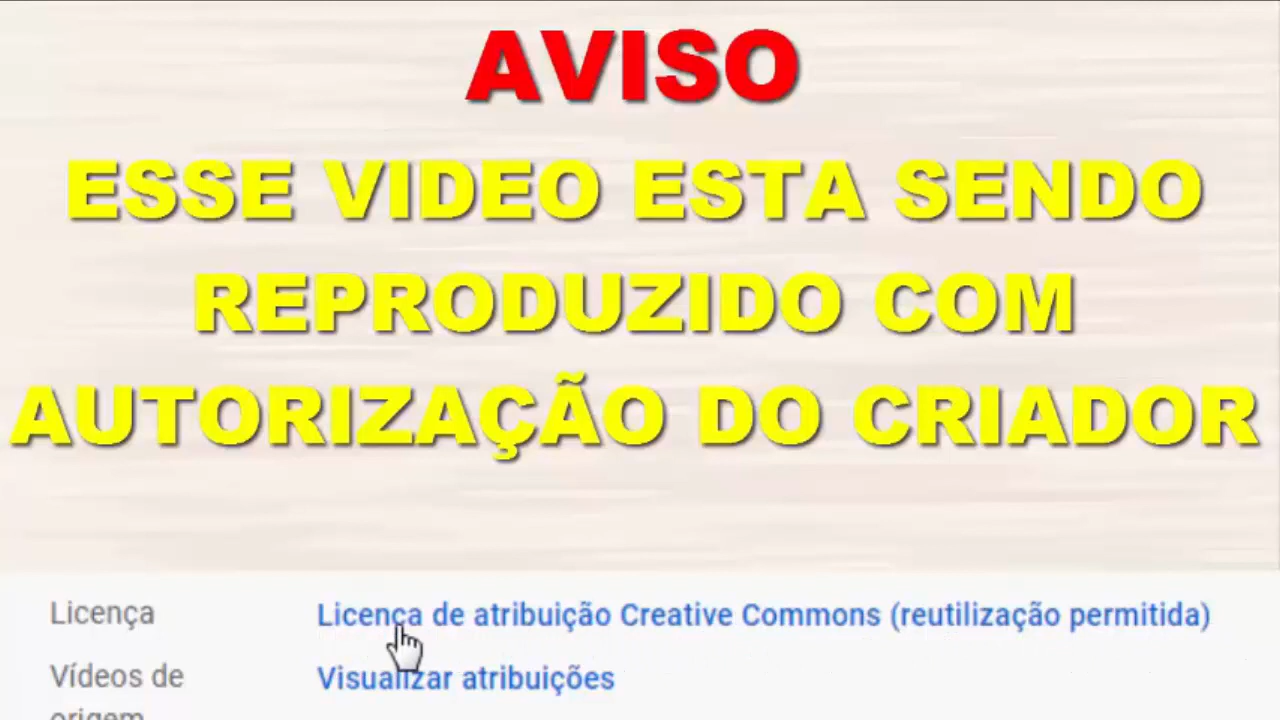 AVISO
ESSE VIDEO ESTA SENDO
REPRODUZIDO COM
AUTORIZAÇÃO DO CRIADOR
Licença
Licença de atribuição Creative Commons (reutilização permitida)
Vídeos de
Visualizar atribuições
origem